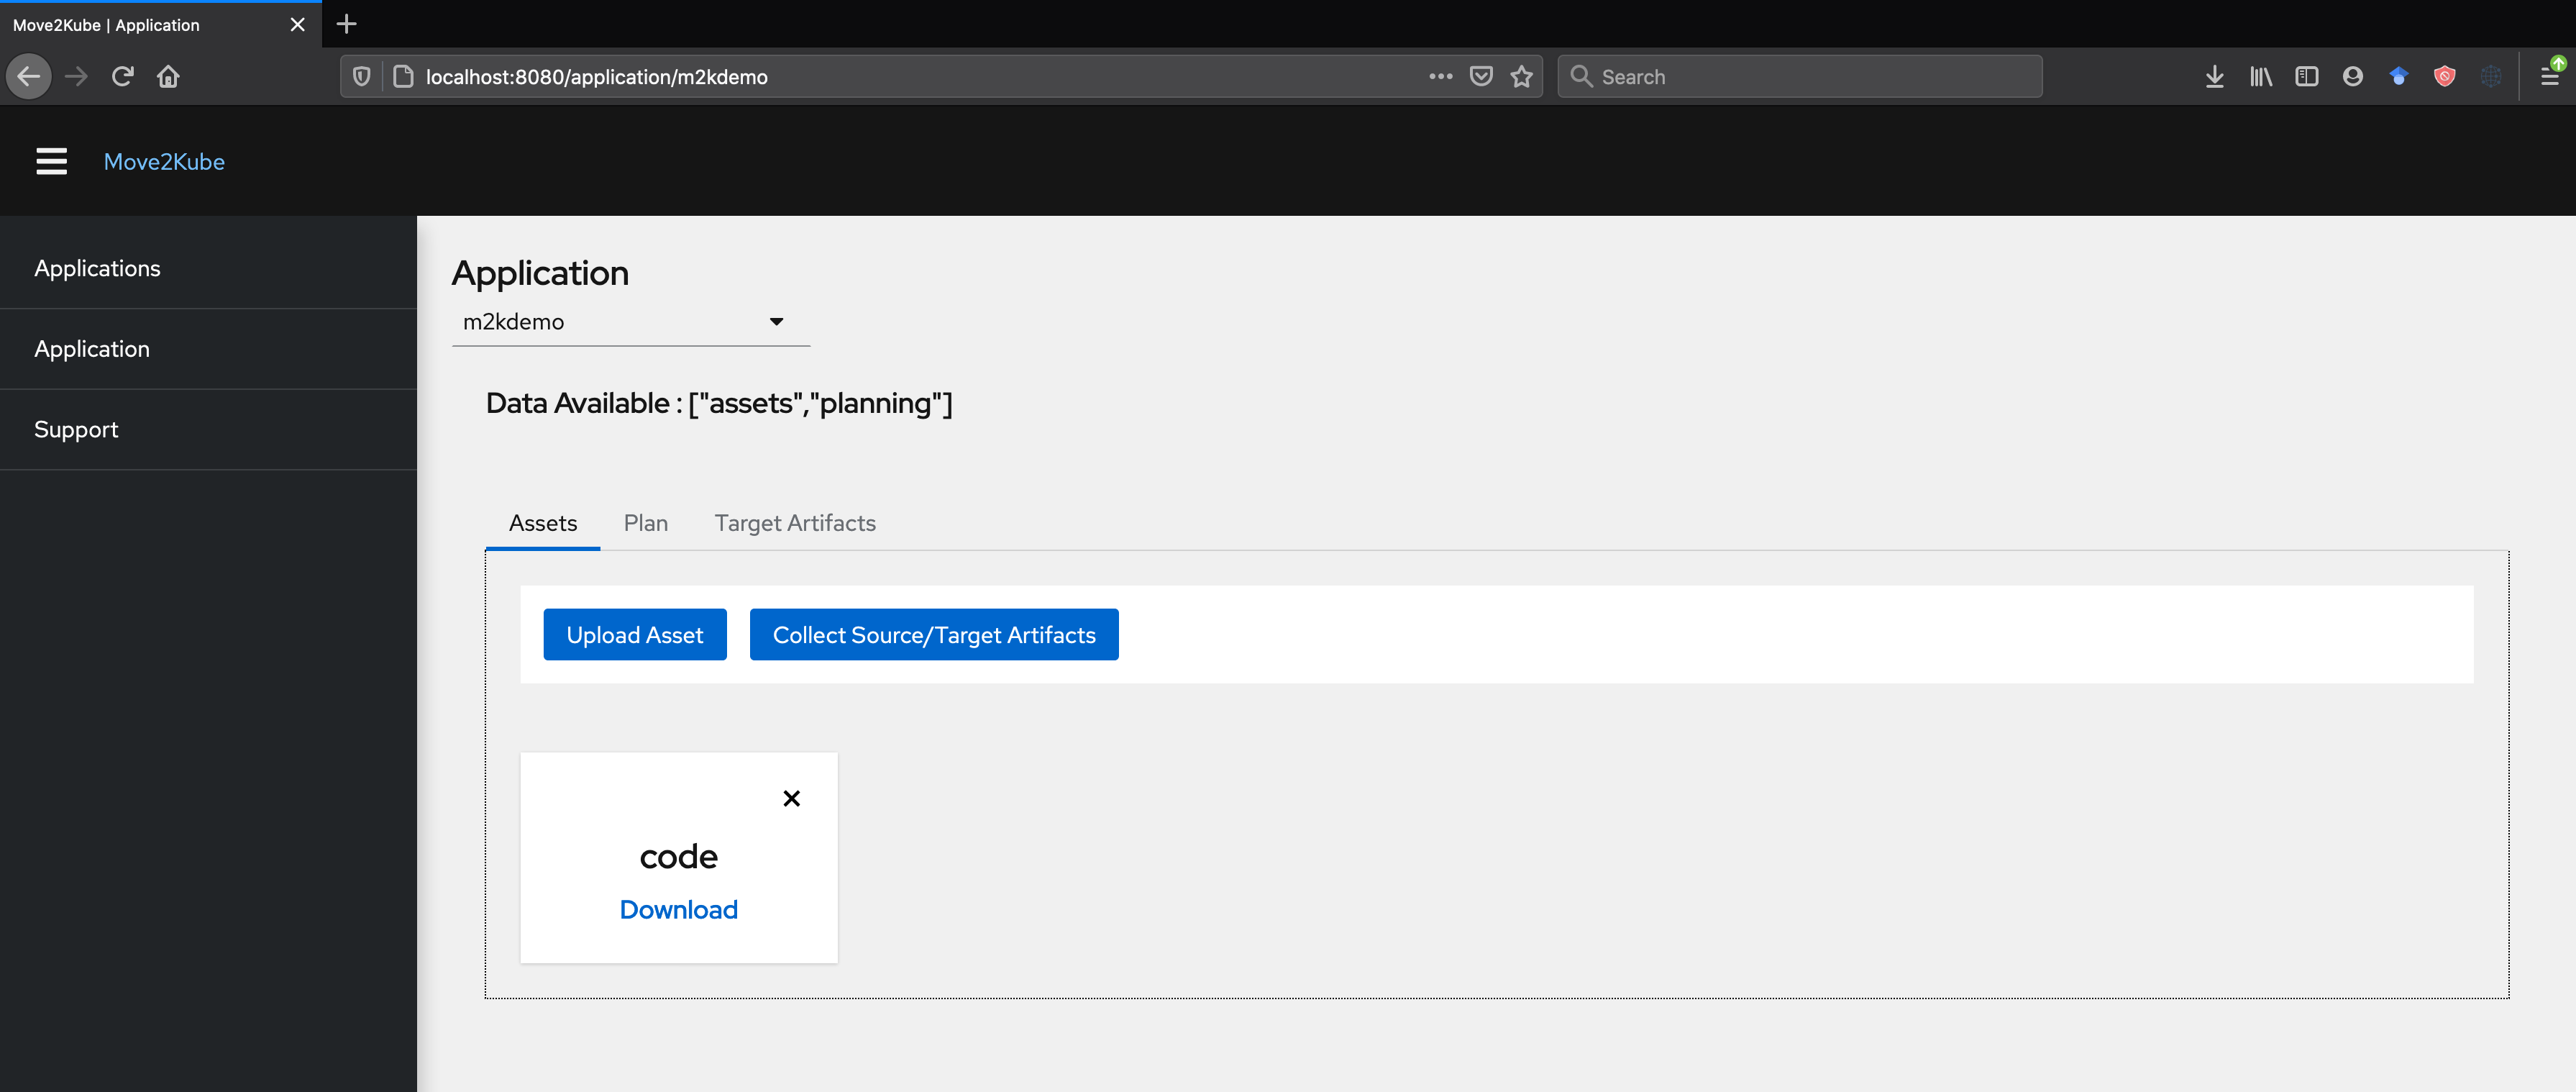 Move2Kube | Application
localhost:8080/application/m2kdemo
Search
Move2Kube
Applications
Application
Support
Application
m2kdemo
Data Available : ["assets","planning"]
Assets Plan Target Artifacts
Upload Asset Collect Source/Target Artifacts
code
Download